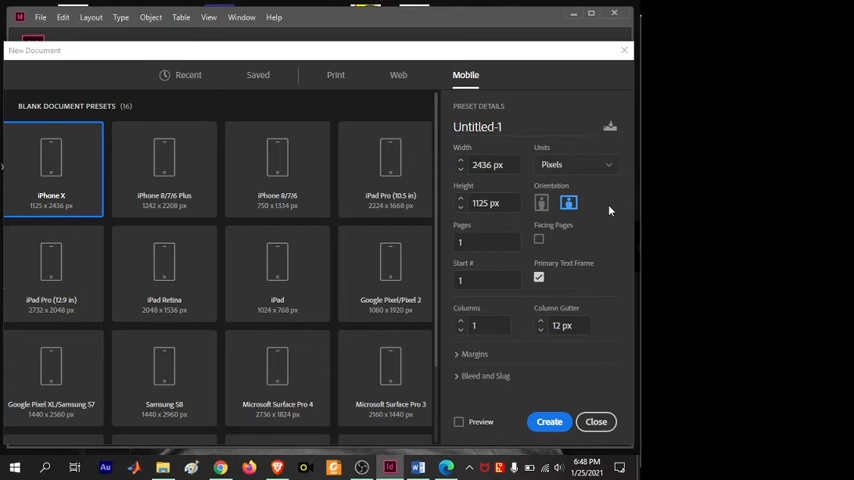 File Edit Layout Type Object Table View Window Help
New Document
Recent Saved Print Web Mobile
BLANK DOCUMENT PRESETS (16)
iPhone X
1125 x 2436 px
iPhone 8/7/6 Plus
1242 x 2208 px
iPhone 8/7/6
750 x 1334 px
iPad Pro (10.5 in)
2224 x 1668 px
iPad Pro (12.9 in)
2732 x 2048 px
iPad Retina
2048 x 1536 px
iPad
1024 x 768 px
Google Pixel/Pixel 2
1080 x 1920 px
Google Pixel XL/Samsung S7
1440 x 2560 px
Samsung S8
1440 x 2960 px
Microsoft Surface Pro 4
2736 x 1824 px
Microsoft Surface Pro 3
2160 x 1440 px
PRESET DETAILS
Untitled-1
Width Units
2436 px Pixels
Height Orientation
1125 px
Pages Facing Pages
1
Start # Primary Text Frame
1
Columns Column Gutter
1 12 px
Margins
Bleed and Slug
Preview Create Close
Au Id W
6:48 PM
1/25/2021